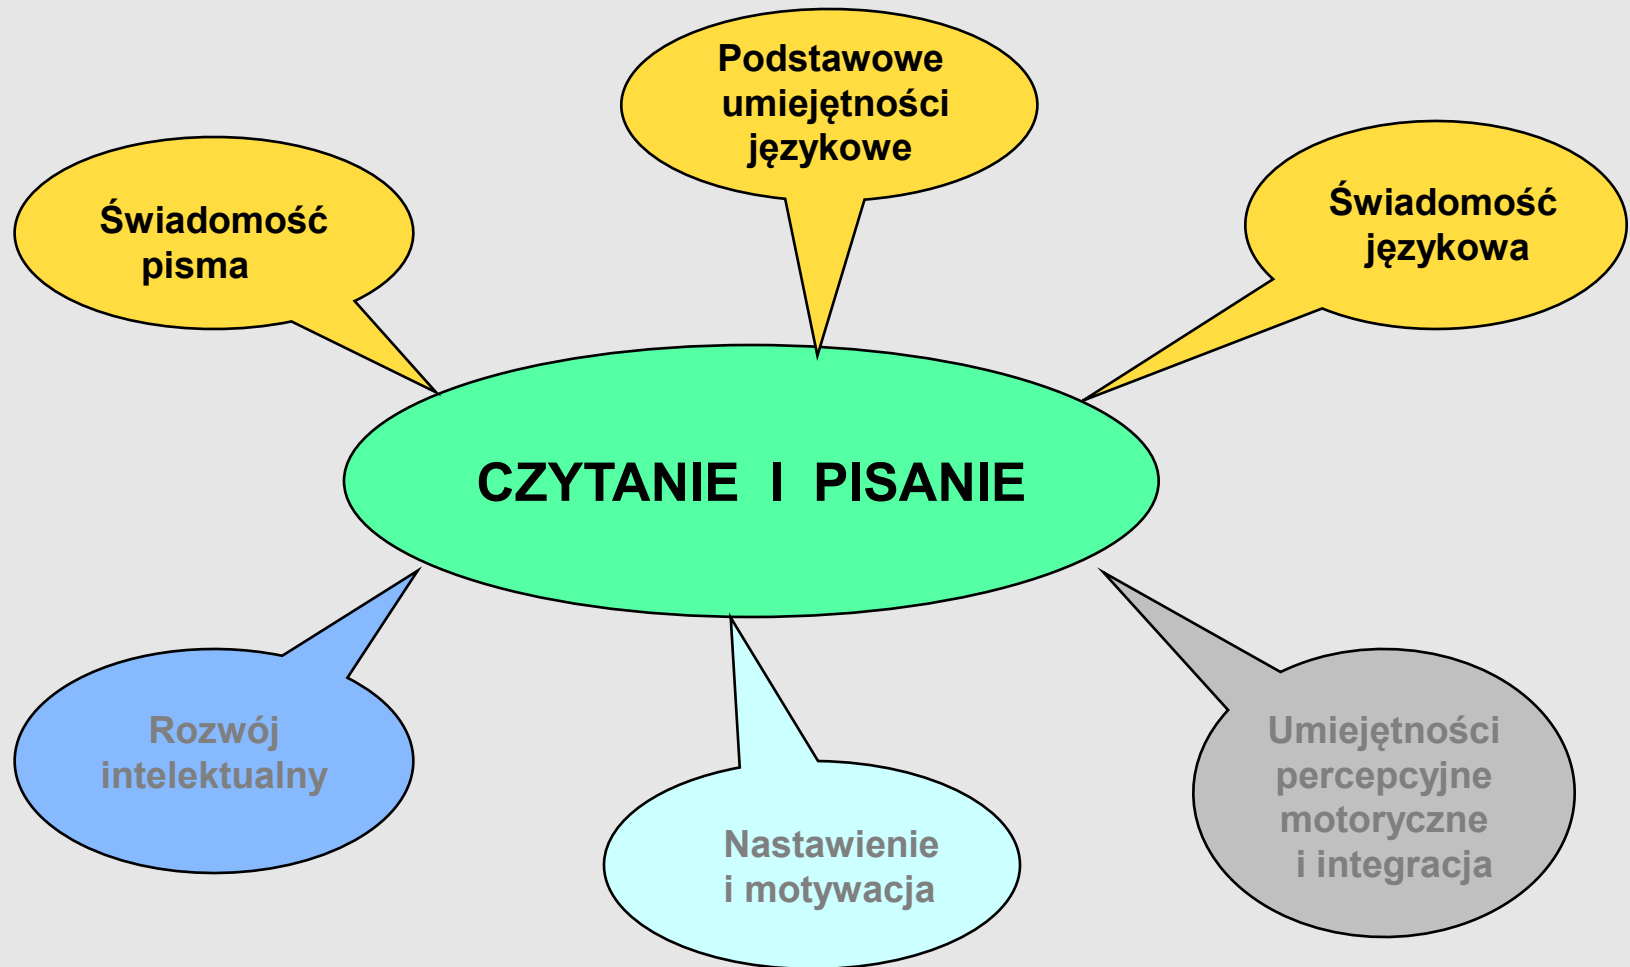 Podstawowe
umiejętności
językowe
Świadomość
pisma
Świadomość
językowa
CZYTANIE I PISANIE
Rozwój
intelektualny
Nastawienie
i motywacja
Umiejętności
percepcyjne
motoryczne
i integracja